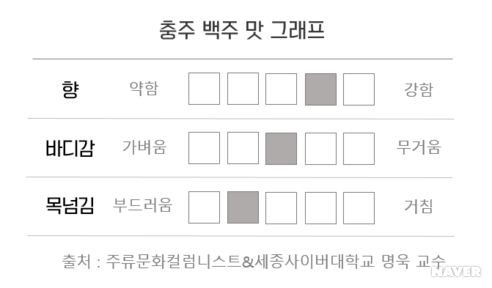 충주 백주 맛 그래프
향 약함 강함
바디감 가벼움 무거움
목넘김 부드러움 거침
출처 : 주류문화컬럼니스트&세종사이버대학교 명욱 교수
NAVER